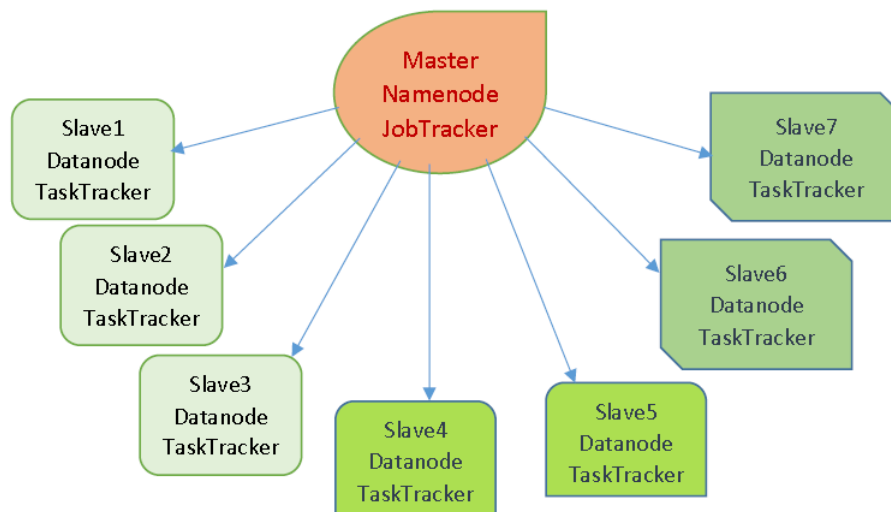 Master
Namenode
JobTracker
Slave1
Datanode
TaskTracker
Slave2
Datanode
TaskTracker
Slave3
Datanode
TaskTracker
Slave4
Datanode
TaskTracker
Slave5
Datanode
TaskTracker
Slave6
Datanode
TaskTracker
Slave7
Datanode
TaskTracker